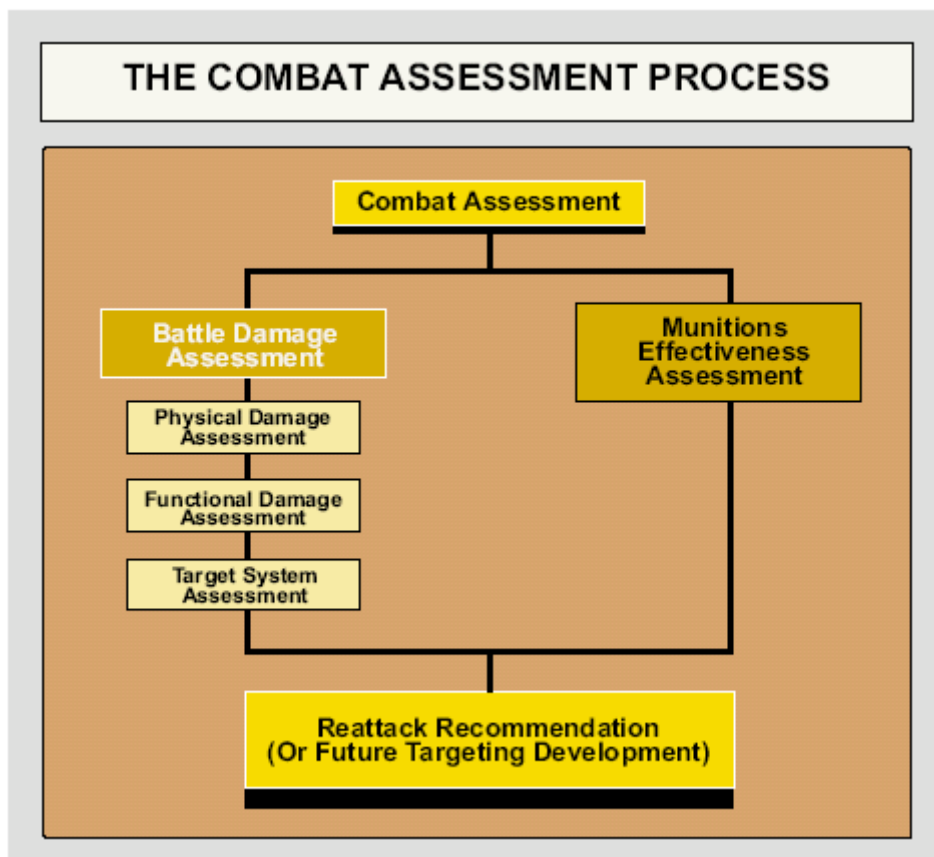 THE COMBAT ASSESSMENT PROCESS
Combat Assessment
Battle Damage
Assessment
Munitions
Effectiveness
Assessment
Physical Damage
Assessment
Functional Damage
Assessment
Target System
Assessment
Reattack Recommendation
(Or Future Targeting Development)